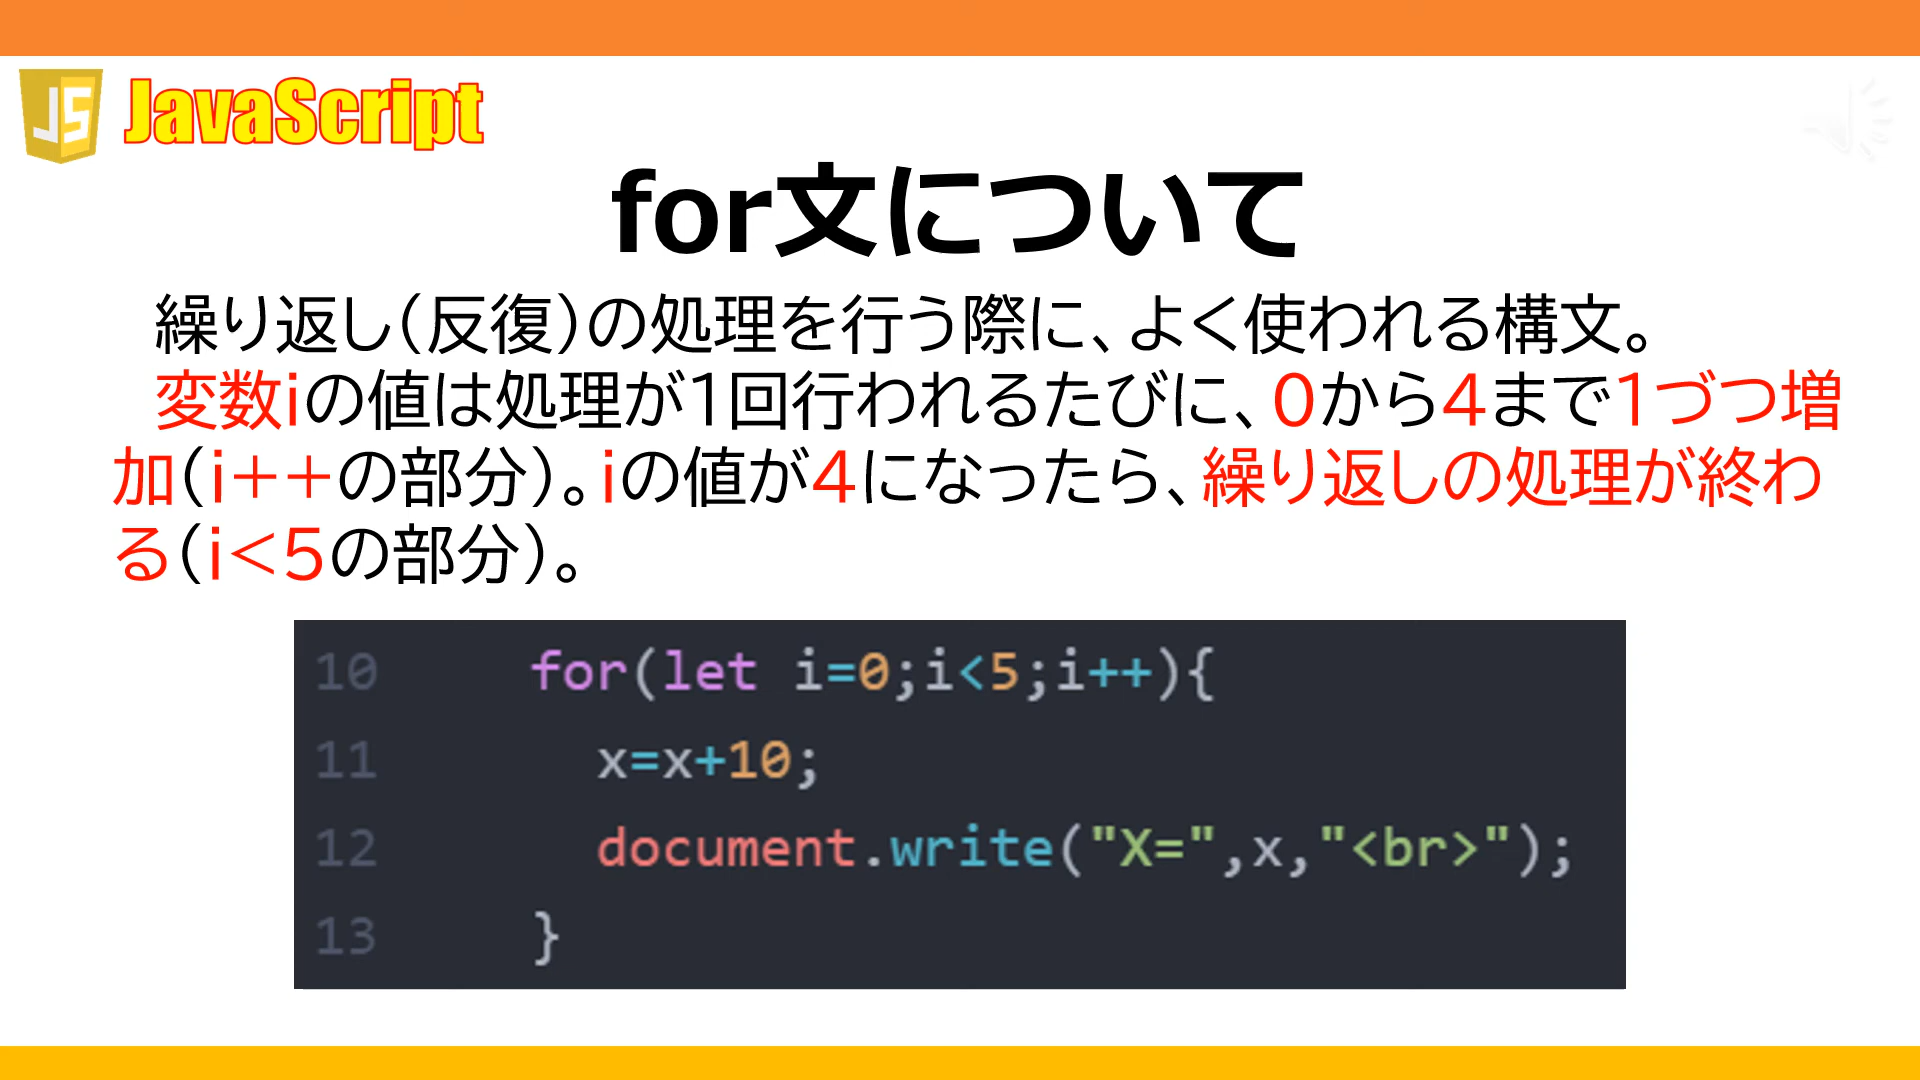 JS JavaScript
for文について
繰り返し(反復)の処理を行う際に、よく使われる構文。
変数iの値は処理が1回行われるたびに、0から4まで1づつ増
加(i++の部分)。iの値が4になったら、繰り返しの処理が終わ
る(i<5の部分)。
10 for(let i=0;i<5;i++){
11 x=x+10;
12 document.write("X=",x,"<br>");
13 }